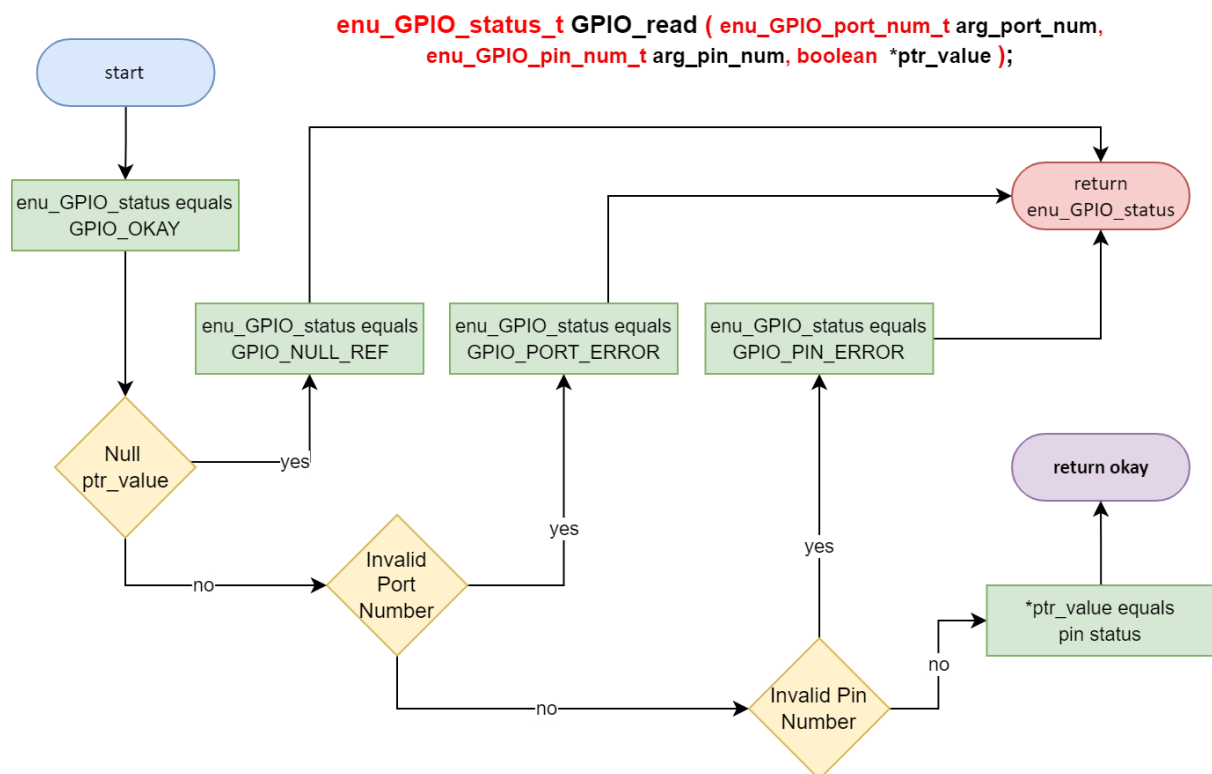 enu_GPIO_status_t GPIO_read ( enu_GPIO_port_num_t arg_port_num,
enu_GPIO_pin_num_t arg_pin_num, boolean *ptr_value );
start
enu_GPIO_status equals
GPIO_OKAY
return
enu_GPIO_status
enu_GPIO_status equals
GPIO_NULL_REF
enu_GPIO_status equals
GPIO_PORT_ERROR
enu_GPIO_status equals
GPIO_PIN_ERROR
Null
ptr_value
yes
return okay
yes
yes
no
Invalid
Port
Number
*ptr_value equals
pin status
no
no
Invalid Pin
Number